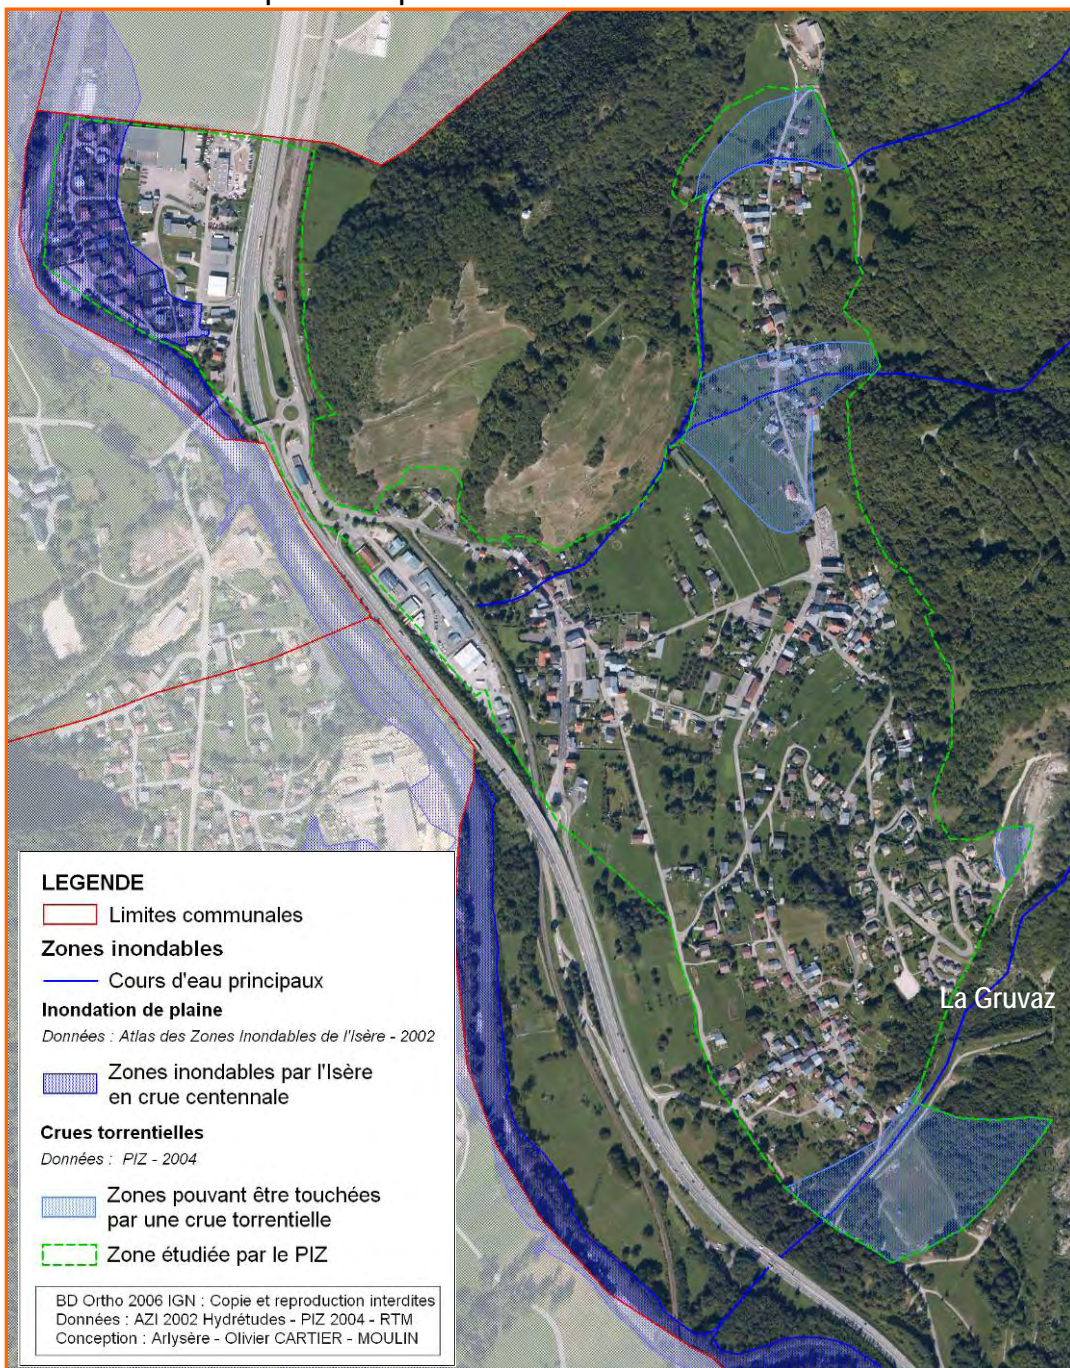 La Gruvaz
LEGENDE
Limites communales
Zones inondables
Cours d'eau principaux
Inondation de plaine
Données : Atlas des Zones Inondables de l'Isère - 2002
Zones inondables par l'Isère
en crue centennale
Crues torrentielles
Données : PIZ - 2004
Zones pouvant être touchées
par une crue torrentielle
Zone étudiée par le PIZ
BD Ortho 2006 IGN : Copie et reproduction interdites
Données : AZI 2002 Hydrétudes - PIZ 2004 - RTM
Conception : Arlysère - Olivier CARTIER - MOULIN